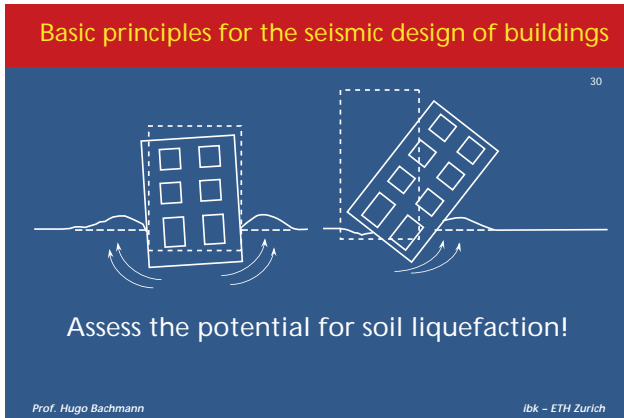 Basic principles for the seismic design of buildings
30
Assess the potential for soil liquefaction!
Prof. Hugo Bachmann
ibk – ETH Zurich